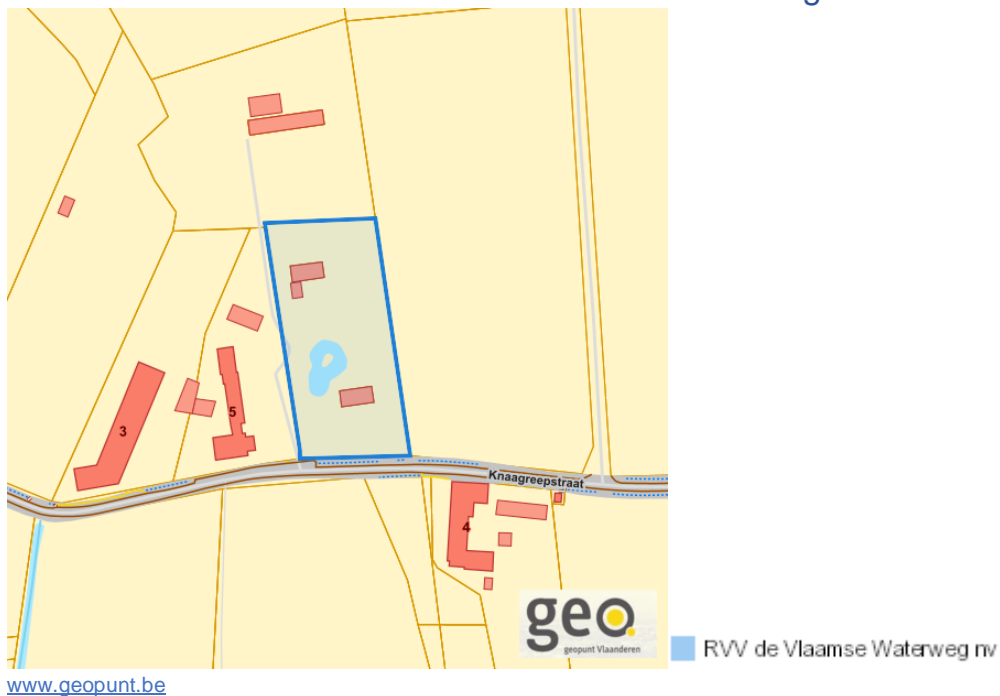 3
5
Knaagreepstraat
4
geo
geopunt Vlaanderen
RVV de Vlaamse Waterweg nv
www.geopunt.be